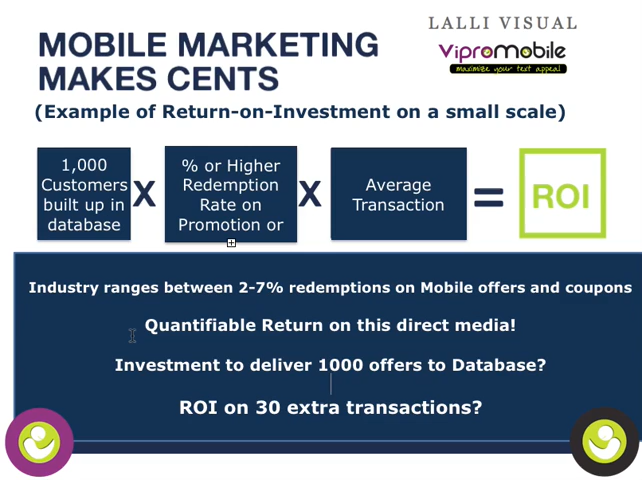 LALLI VISUAL
Vipromobile
maximize your text appeal
MOBILE MARKETING
MAKES CENTS
(Example of Return-on-Investment on a small scale)
1,000
Customers
built up in
database
X
% or Higher
Redemption
Rate on
Promotion or
X
Average
Transaction
=
ROI
Industry ranges between 2-7% redemptions on Mobile offers and coupons
Quantifiable Return on this direct media!
Investment to deliver 1000 offers to Database?
ROI on 30 extra transactions?